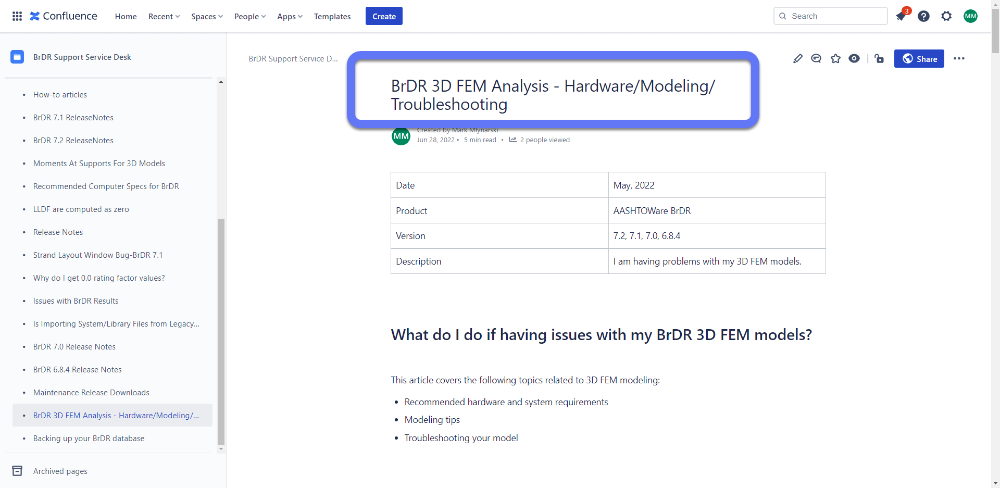 Confluence Home Recent Spaces People Apps Templates Create Search 3 MM
BrDR Support Service Desk
How-to articles
BrDR 7.1 ReleaseNotes
BrDR 7.2 ReleaseNotes
Moments At Supports For 3D Models
Recommended Computer Specs for BrDR
LLDF are computed as zero
Release Notes
Strand Layout Window Bug-BrDR 7.1
Why do I get 0.0 rating factor values?
Issues with BrDR Results
Is Importing System/Library Files from Legacy...
BrDR 7.0 Release Notes
BrDR 6.8.4 Release Notes
Maintenance Release Downloads
BrDR 3D FEM Analysis - Hardware/Modeling/...
Backing up your BrDR database
Archived pages
BrDR Support Service D...
Share
BrDR 3D FEM Analysis - Hardware/Modeling/
Troubleshooting
MM
Created by Mark Mlynarski
Jun 28, 2022 • 5 min read • 2 people viewed
Date May, 2022
Product AASHTOWare BrDR
Version 7.2, 7.1, 7.0, 6.8.4
Description I am having problems with my 3D FEM models.
What do I do if having issues with my BrDR 3D FEM models?
This article covers the following topics related to 3D FEM modeling:
• Recommended hardware and system requirements
• Modeling tips
• Troubleshooting your model